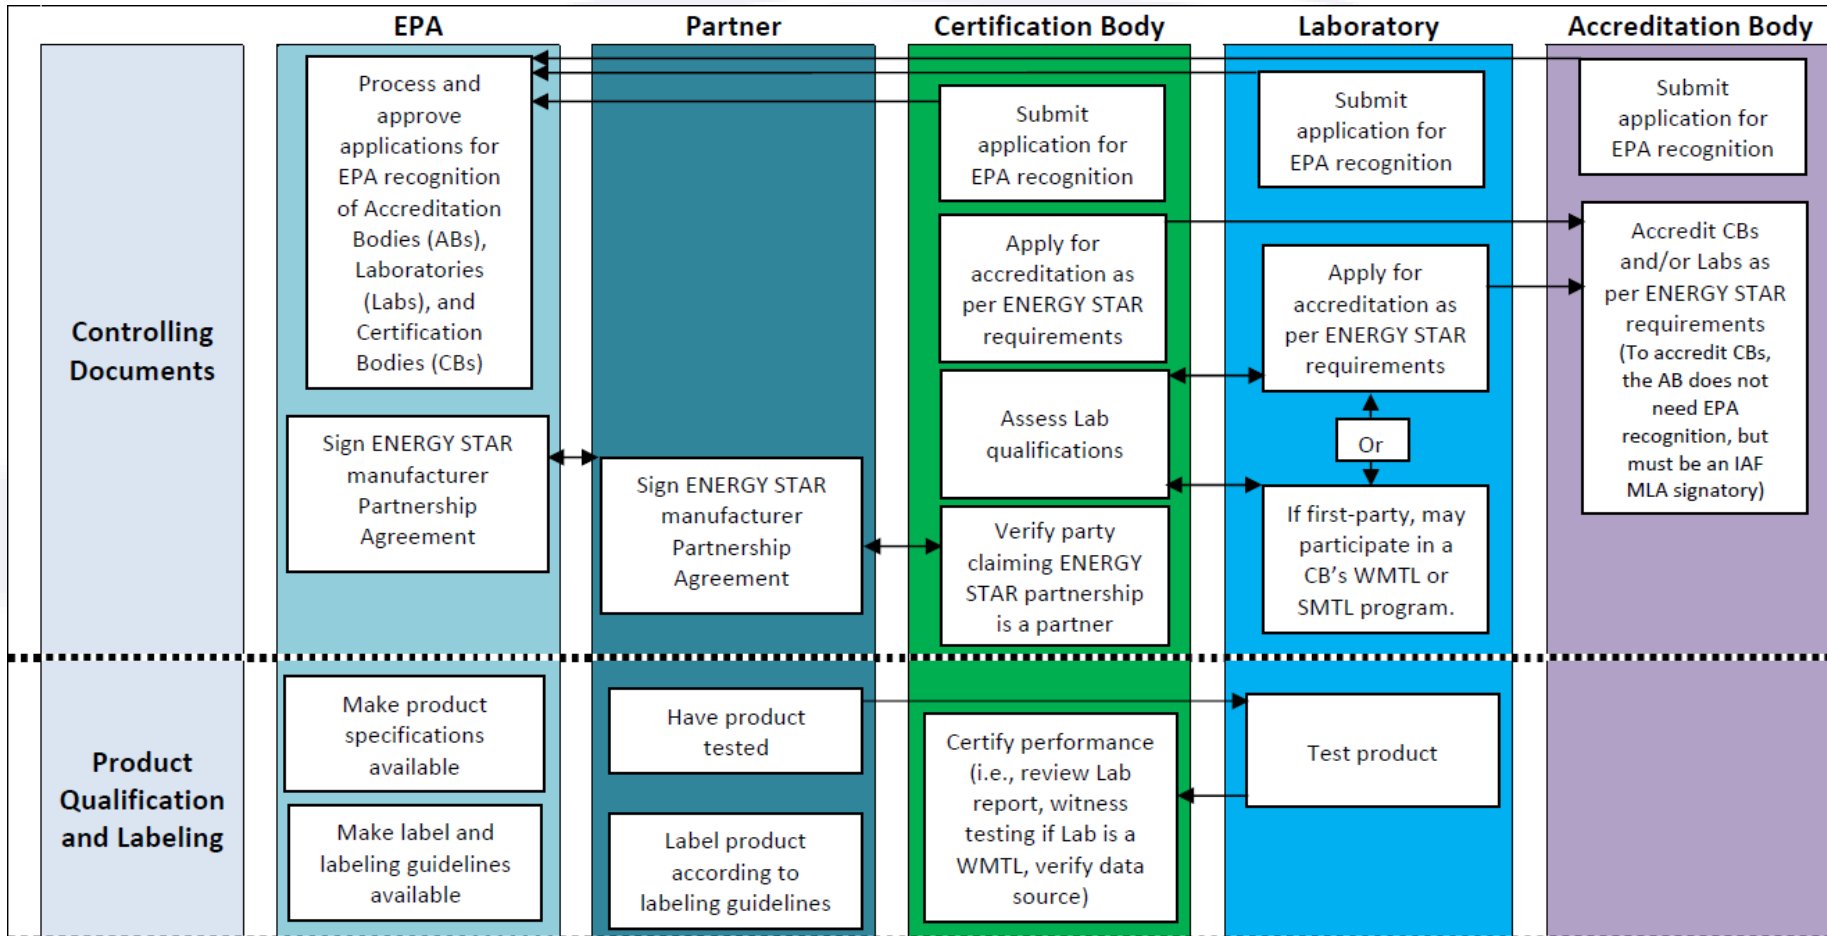 EPA
Partner
Certification Body
Laboratory
Accreditation Body
Controlling
Documents
Process and
approve
applications for
EPA recognition
of Accreditation
Bodies (ABs),
Laboratories
(Labs), and
Certification
Bodies (CBs)
Sign ENERGY STAR
manufacturer
Partnership
Agreement
Sign ENERGY STAR
manufacturer
Partnership
Agreement
Submit
application for
EPA recognition
Apply for
accreditation as
per ENERGY STAR
requirements
Assess Lab
qualifications
Verify party
claiming ENERGY
STAR partnership
is a partner
Submit
application for
EPA recognition
Apply for
accreditation as
per ENERGY STAR
requirements
Or
If first-party, may
participate in a
CB's WMTL or
SMTL program.
Submit
application for
EPA recognition
Accredit CBs
and/or Labs as
per ENERGY STAR
requirements
(To accredit CBs,
the AB does not
need EPA
recognition, but
must be an IAF
MLA signatory)
Product
Qualification
and Labeling
Make product
specifications
available
Make label and
labeling guidelines
available
Have product
tested
Label product
according to
labeling guidelines
Certify performance
(i.e., review Lab
report, witness
testing if Lab is a
WMTL, verify data
source)
Test product